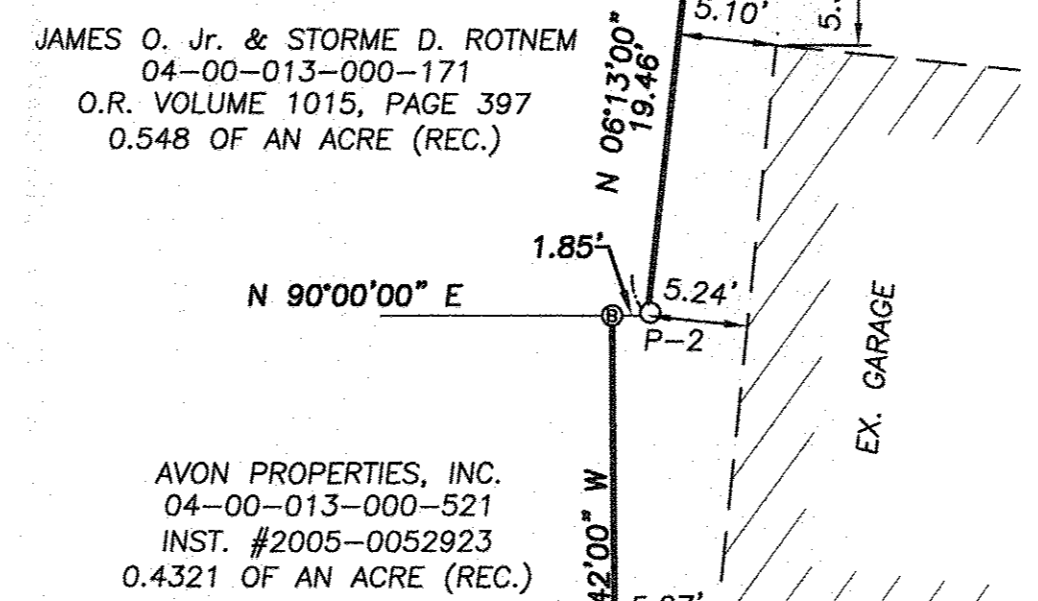 JAMES O. Jr. & STORME D. ROTNEM
04-00-013-000-171
O.R. VOLUME 1015, PAGE 397
0.548 OF AN ACRE (REC.)
N 06°13'00"
19.46'
5.10'
1.85'
N 90°00'00" E
B
5.24'
P-2
EX. GARAGE
AVON PROPERTIES, INC.
04-00-013-000-521
INST. #2005-0052923
0.4321 OF AN ACRE (REC.)
42'00" W